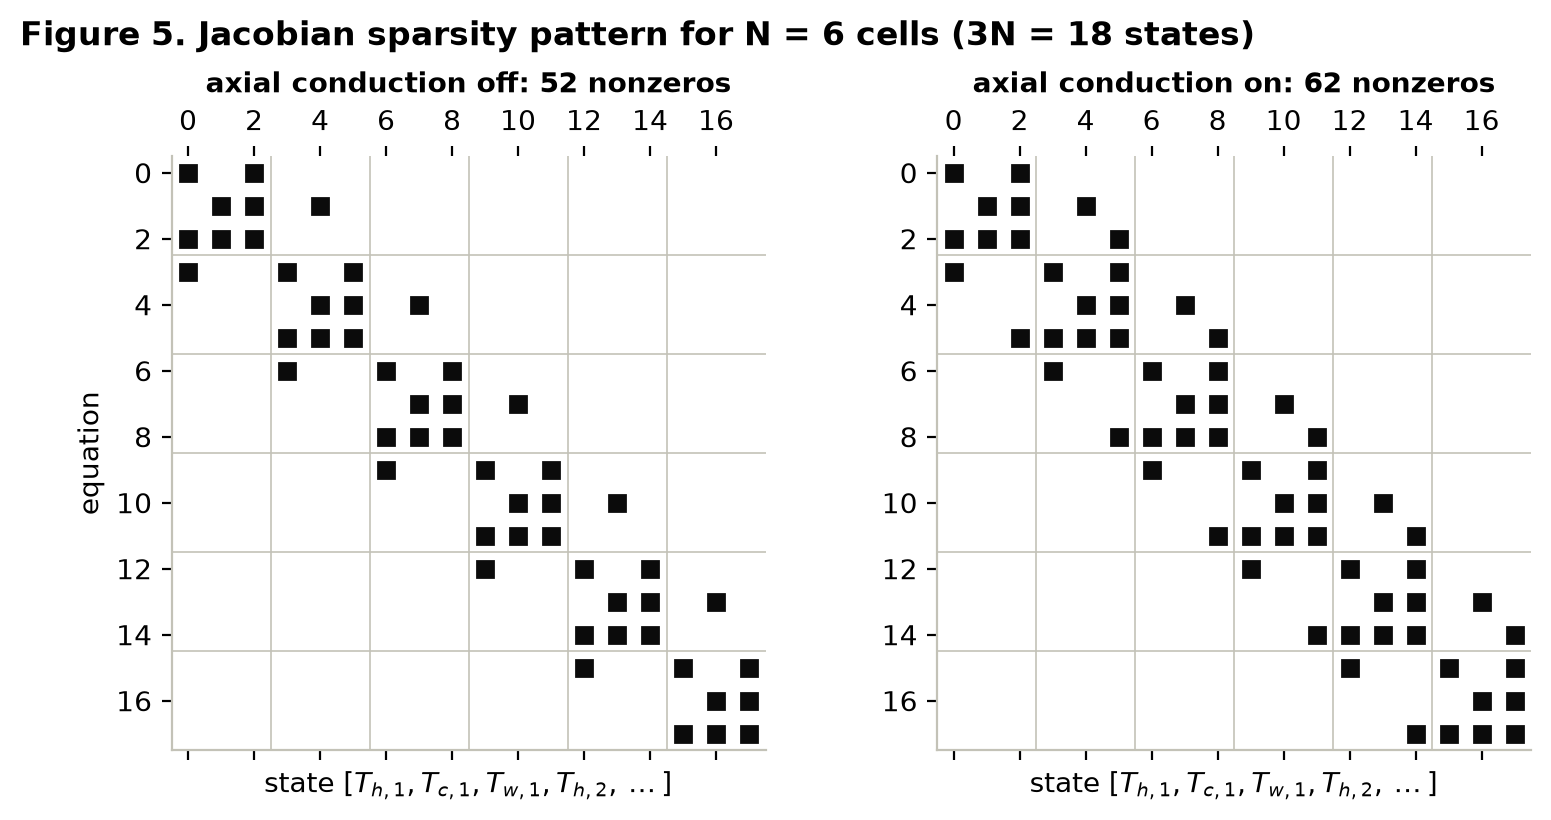 Figure 5. Jacobian sparsity pattern for N = 6 cells (3N = 18 states)
axial conduction off: 52 nonzeros
0 2 4 6 8 10 12 14 16
0
2
4
6
8
10
12
14
16
equation
state [T_{h,1}, T_{c,1}, T_{w,1}, T_{h,2}, ...]
axial conduction on: 62 nonzeros
0 2 4 6 8 10 12 14 16
0
2
4
6
8
10
12
14
16
state [T_{h,1}, T_{c,1}, T_{w,1}, T_{h,2}, ...]